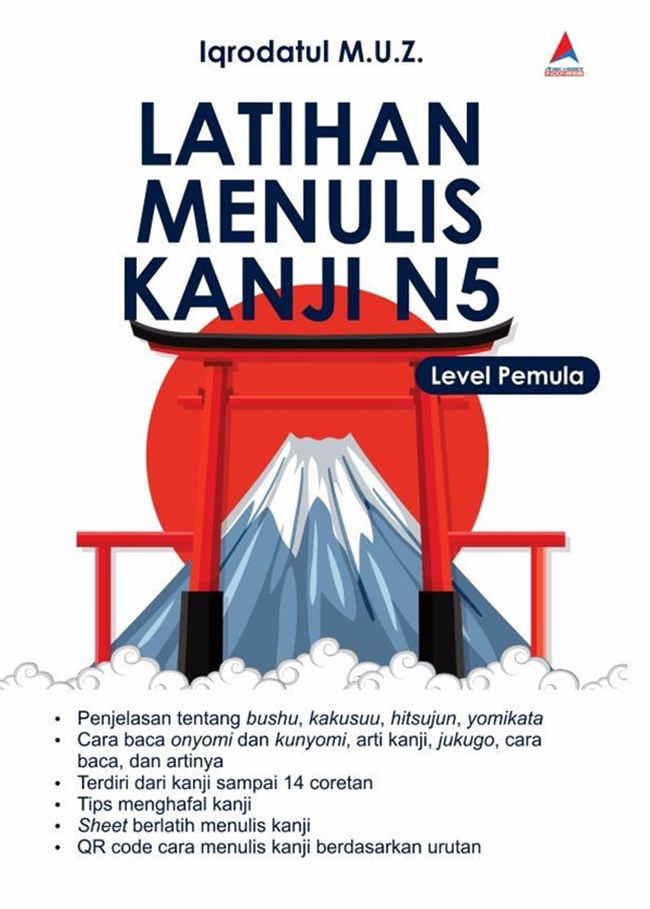 Iqrodatul M.U.Z.
LATIHAN
MENULIS
KANJI N5
Level Pemula
• Penjelasan tentang bushu, kakusuu, hitsujun, yomikata
• Cara baca onyomi dan kunyomi, arti kanji, jukugo, cara
baca, dan artinya
• Terdiri dari kanji sampai 14 coretan
• Tips menghafal kanji
• Sheet berlatih menulis kanji
• QR code cara menulis kanji berdasarkan urutan